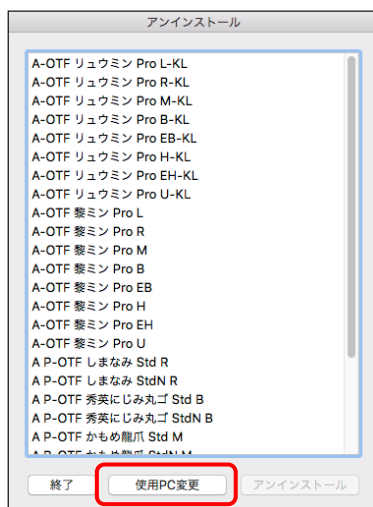 アンインストール
A-OTF リュウミン Pro L-KL
A-OTF リュウミン Pro R-KL
A-OTF リュウミン Pro M-KL
A-OTF リュウミン Pro B-KL
A-OTF リュウミン Pro EB-KL
A-OTF リュウミン Pro H-KL
A-OTF リュウミン Pro EH-KL
A-OTF リュウミン Pro U-KL
A-OTF 黎ミン Pro L
A-OTF 黎ミン Pro R
A-OTF 黎ミン Pro M
A-OTF 黎ミン Pro B
A-OTF 黎ミン Pro EB
A-OTF 黎ミン Pro H
A-OTF 黎ミン Pro EH
A-OTF 黎ミン Pro U
A P-OTF しまなみ Std R
A P-OTF しまなみ StdN R
A P-OTF 秀英にじみ丸ゴ Std B
A P-OTF 秀英にじみ丸ゴ StdN B
A P-OTF かもめ龍爪 Std M
A P-OTF かもめ龍爪 StdN M
終了 使用PC変更 アンインストール